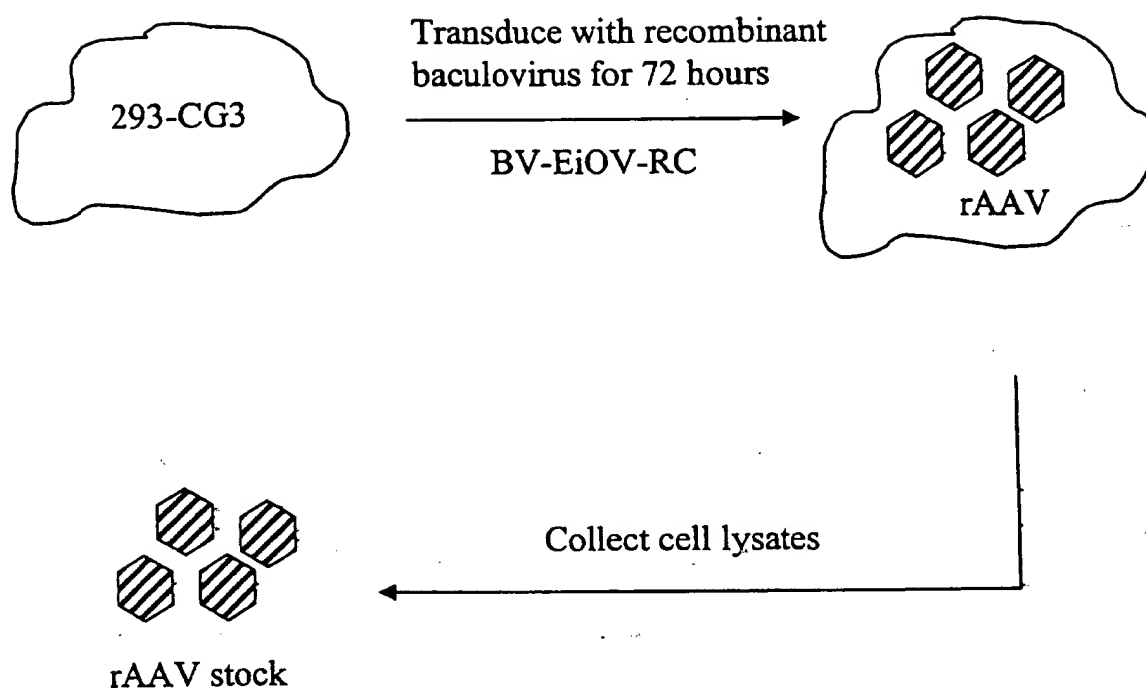 293-CG3
Transduce with recombinant
baculovirus for 72 hours
BV-EiOV-RC
rAAV
Collect cell lysates
rAAV stock